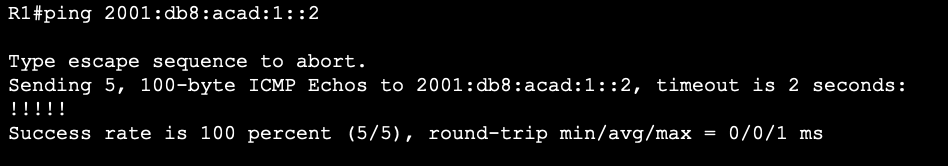 R1#ping 2001:db8:acad:1::2
Type escape sequence to abort.
Sending 5, 100-byte ICMP Echos to 2001:db8:acad:1::2, timeout is 2 seconds:
!!!!!
Success rate is 100 percent (5/5), round-trip min/avg/max = 0/0/1 ms